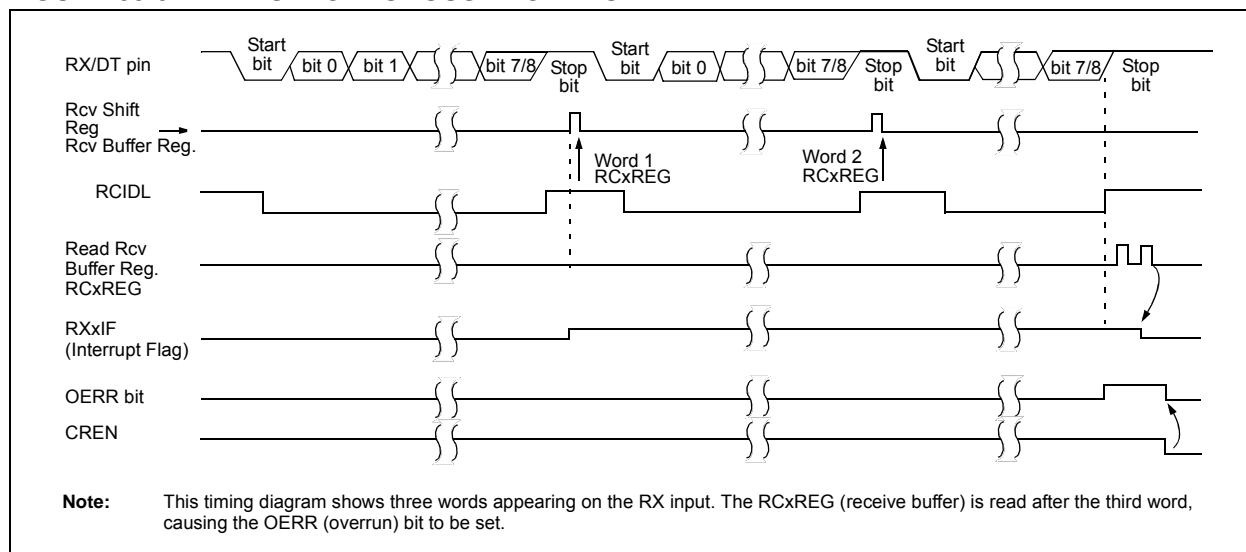 RX/DT pin
Start
bit
bit 0
bit 1
bit 7/8
Stop
bit
Start
bit
bit 0
bit 7/8
Stop
bit
Start
bit
bit 7/8
Stop
bit
Rcv Shift
Reg
Rcv Buffer Reg.
Word 1
RCxREG
Word 2
RCxREG
RCIDL
Read Rcv
Buffer Reg.
RCxREG
RXxIF
(Interrupt Flag)
OERR bit
CREN
Note: This timing diagram shows three words appearing on the RX input. The RCxREG (receive buffer) is read after the third word,
causing the OERR (overrun) bit to be set.